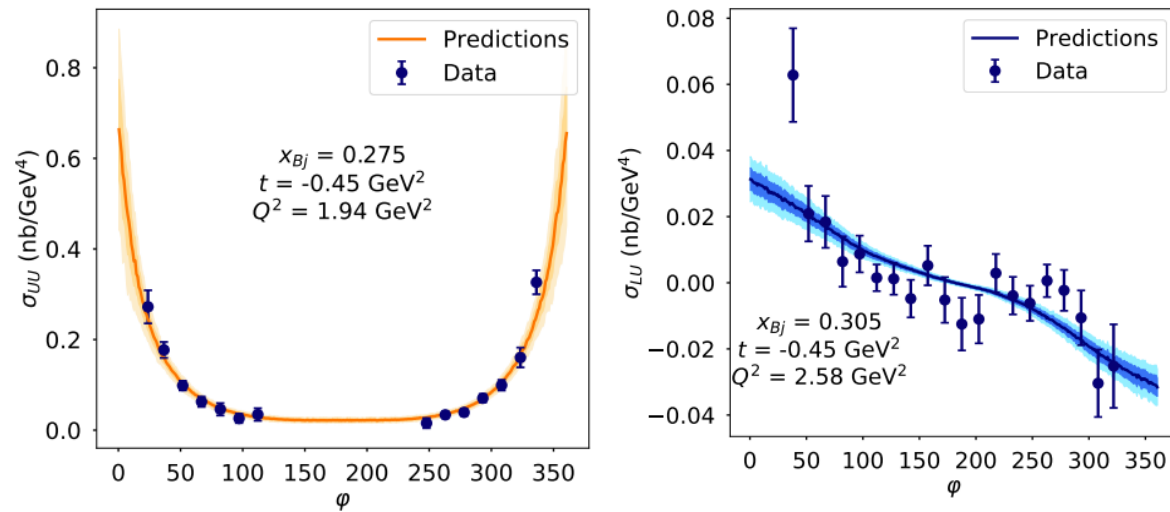 σ_UU (nb/GeV⁴)
0.8
0.6
0.4
0.2
0.0
Predictions
Data
x_Bj = 0.275
t = -0.45 GeV²
Q² = 1.94 GeV²
0 50 100 150 200 250 300 350
φ
σ_LU (nb/GeV⁴)
0.08
0.06
0.04
0.02
0.00
−0.02
−0.04
Predictions
Data
x_Bj = 0.305
t = -0.45 GeV²
Q² = 2.58 GeV²
0 50 100 150 200 250 300 350
φ